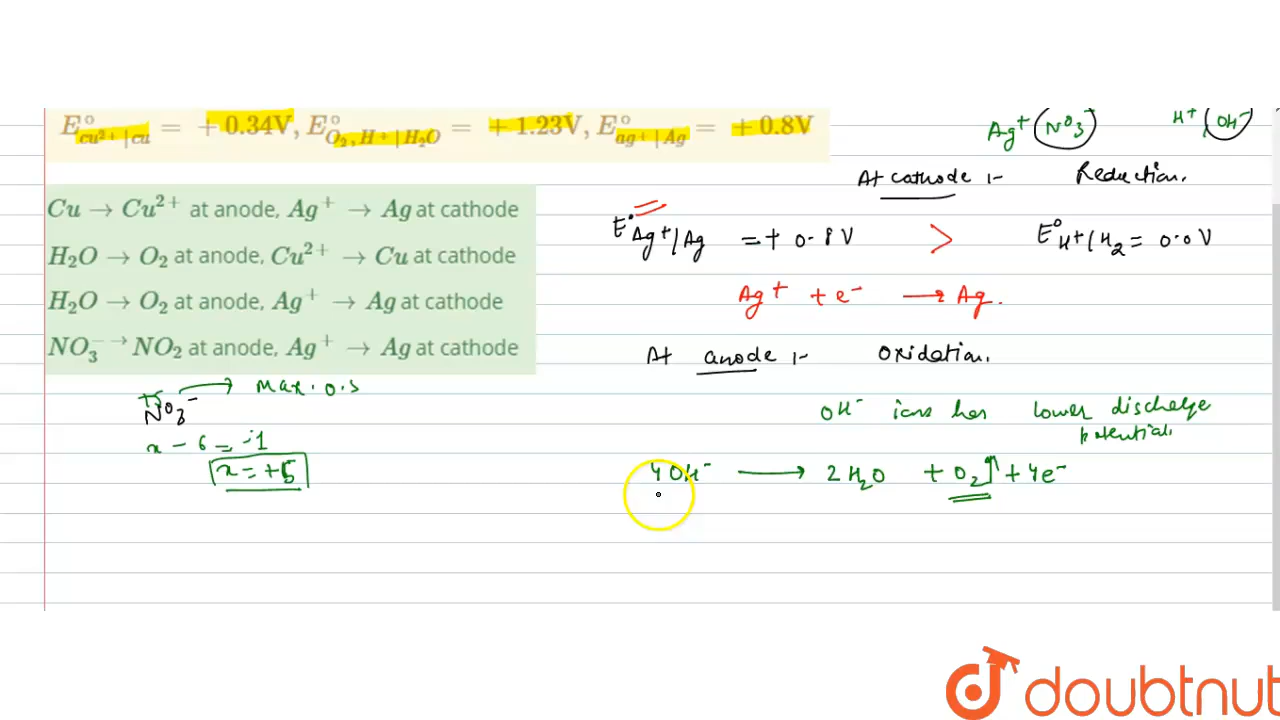 E°cu²⁺|cu = +0.34V, E°O₂,H⁺|H₂O = +1.23V, E°ag⁺|Ag = +0.8V
Cu → Cu²⁺ at anode, Ag⁺ → Ag at cathode
H₂O → O₂ at anode, Cu²⁺ → Cu at cathode
H₂O → O₂ at anode, Ag⁺ → Ag at cathode
NO₃⁻ → NO₂ at anode, Ag⁺ → Ag at cathode
NO₃⁻ → Max. O.S
x - 6 = -1
x = +5
Ag⁺ NO₃⁻ H⁺, OH⁻
At cathode :- Reduction.
E°Ag⁺/Ag = + 0.8V > E°H⁺/H₂ = 0.0V
Ag⁺ + e⁻ → Ag.
At anode :- Oxidation.
OH⁻ ions has lower discharge
potential.
4OH⁻ → 2H₂O + O₂↑ + 4e⁻
doubtnut